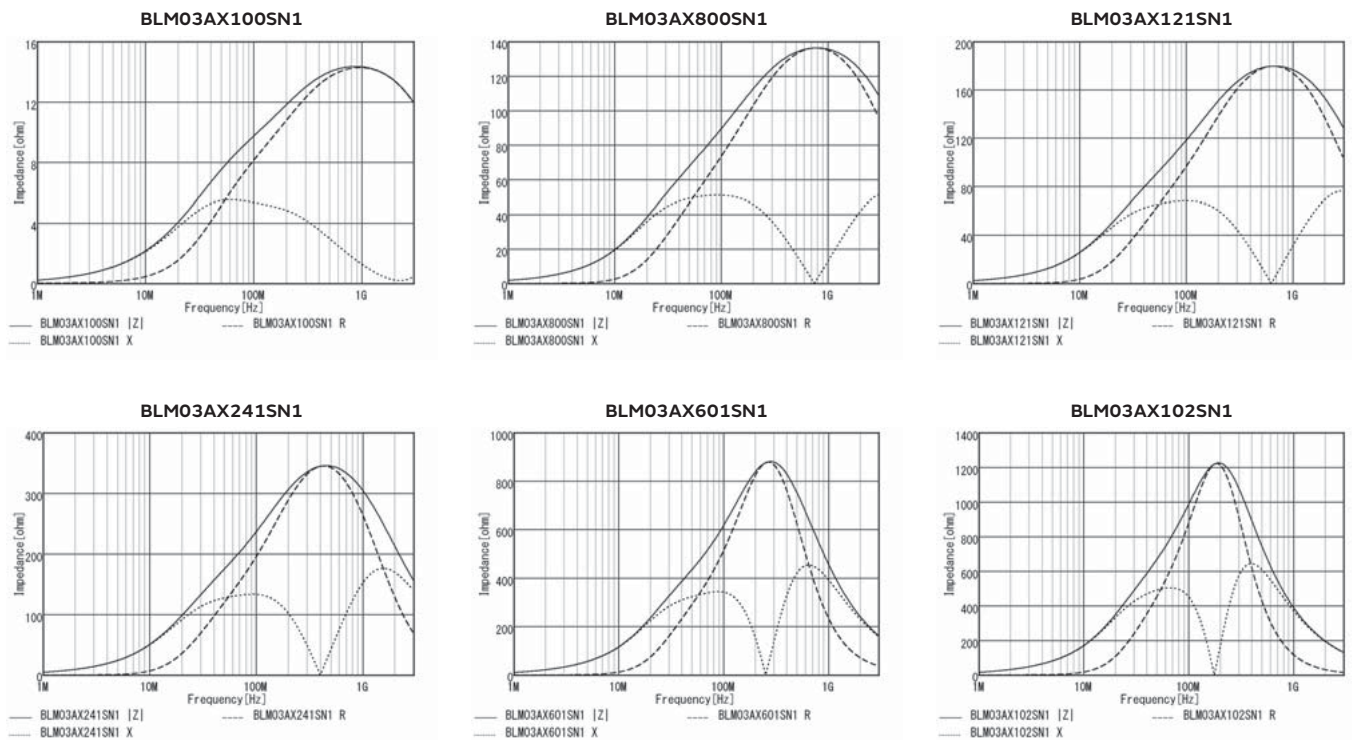 BLM03AX100SN1
16
12
8
4
0
Impedance[ohm]
1M 10M 100M 1G
Frequency[Hz]
BLM03AX100SN1 |Z| BLM03AX100SN1 R
BLM03AX100SN1 X
BLM03AX800SN1
140
120
100
80
60
40
20
0
Impedance[ohm]
1M 10M 100M 1G
Frequency[Hz]
BLM03AX800SN1 |Z| BLM03AX800SN1 R
BLM03AX800SN1 X
BLM03AX121SN1
200
160
120
80
40
0
Impedance[ohm]
1M 10M 100M 1G
Frequency[Hz]
BLM03AX121SN1 |Z| BLM03AX121SN1 R
BLM03AX121SN1 X
BLM03AX241SN1
400
300
200
100
0
Impedance[ohm]
1M 10M 100M 1G
Frequency[Hz]
BLM03AX241SN1 |Z| BLM03AX241SN1 R
BLM03AX241SN1 X
BLM03AX601SN1
1000
800
600
400
200
0
Impedance[ohm]
1M 10M 100M 1G
Frequency[Hz]
BLM03AX601SN1 |Z| BLM03AX601SN1 R
BLM03AX601SN1 X
BLM03AX102SN1
1400
1200
1000
800
600
400
200
0
Impedance[ohm]
1M 10M 100M 1G
Frequency[Hz]
BLM03AX102SN1 |Z| BLM03AX102SN1 R
BLM03AX102SN1 X